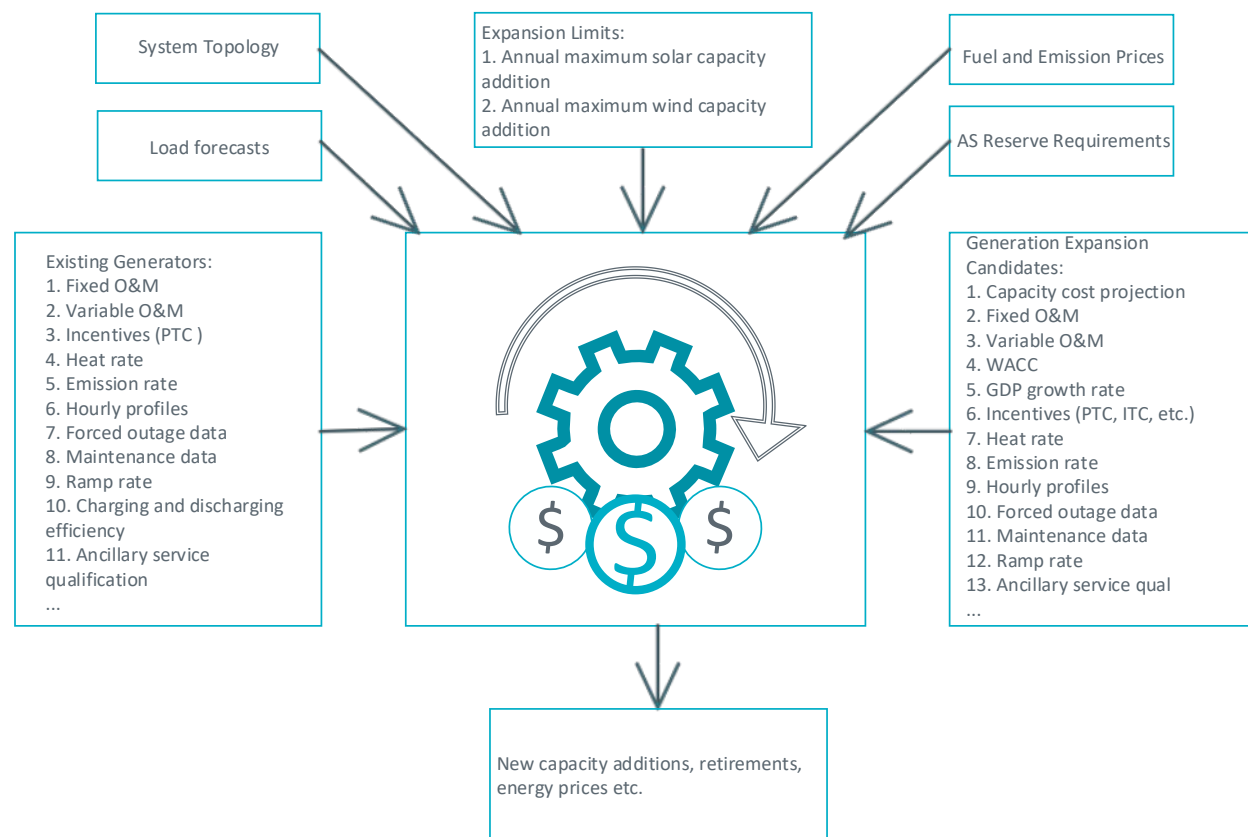 System Topology
Load forecasts
Expansion Limits:
1. Annual maximum solar capacity
addition
2. Annual maximum wind capacity
addition
Fuel and Emission Prices
AS Reserve Requirements
Existing Generators:
1. Fixed O&M
2. Variable O&M
3. Incentives (PTC )
4. Heat rate
5. Emission rate
6. Hourly profiles
7. Forced outage data
8. Maintenance data
9. Ramp rate
10. Charging and discharging
efficiency
11. Ancillary service
qualification
...
$ $ $
Generation Expansion
Candidates:
1. Capacity cost projection
2. Fixed O&M
3. Variable O&M
4. WACC
5. GDP growth rate
6. Incentives (PTC, ITC, etc.)
7. Heat rate
8. Emission rate
9. Hourly profiles
10. Forced outage data
11. Maintenance data
12. Ramp rate
13. Ancillary service qual
...
New capacity additions, retirements,
energy prices etc.